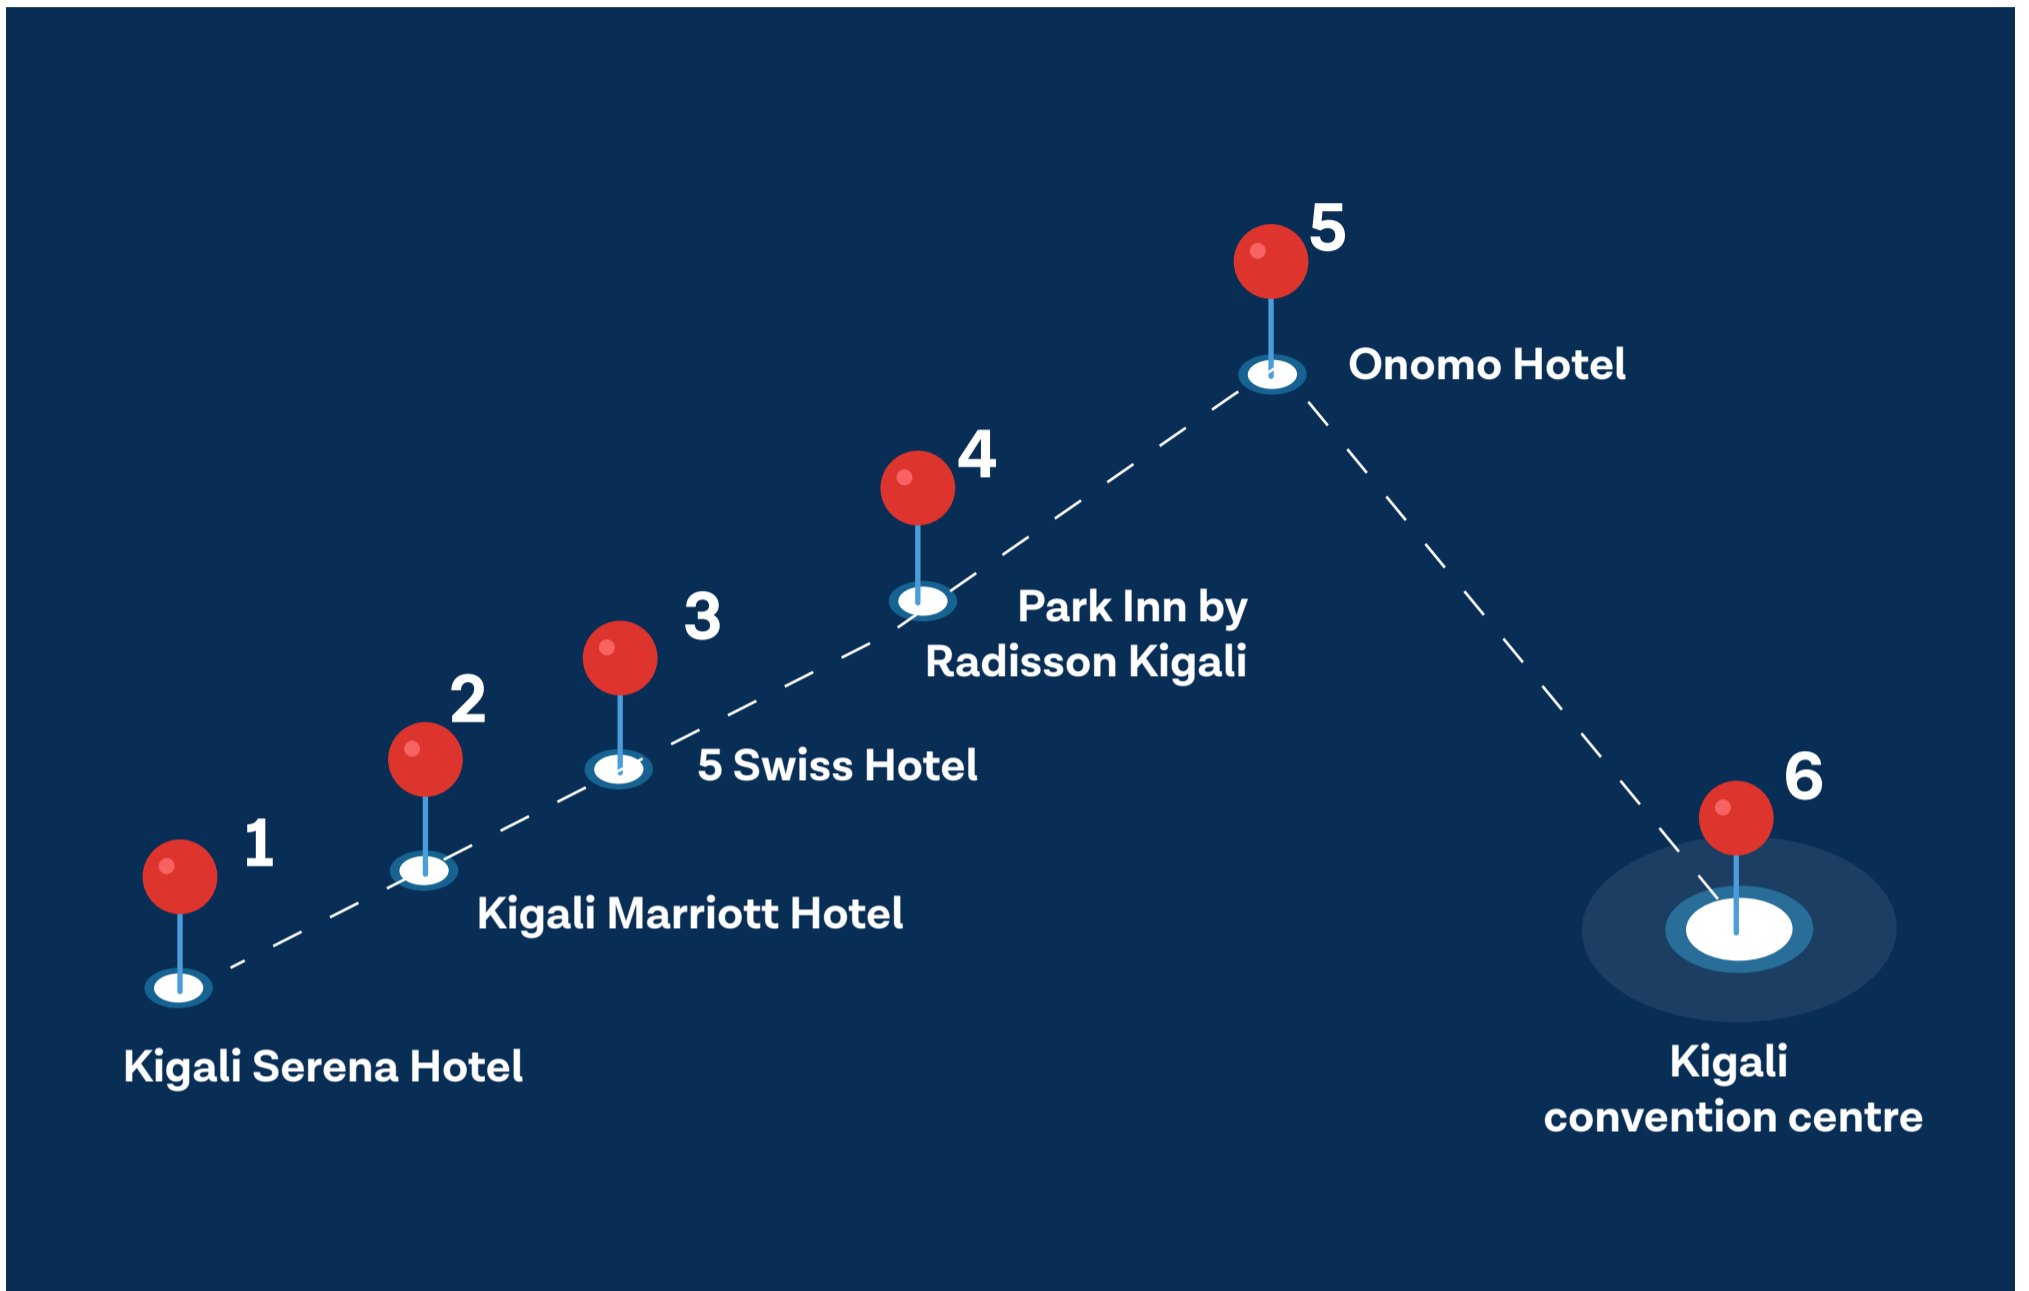 1
Kigali Serena Hotel
2
Kigali Marriott Hotel
3
5 Swiss Hotel
4
Park Inn by
Radisson Kigali
5
Onomo Hotel
6
Kigali
convention centre